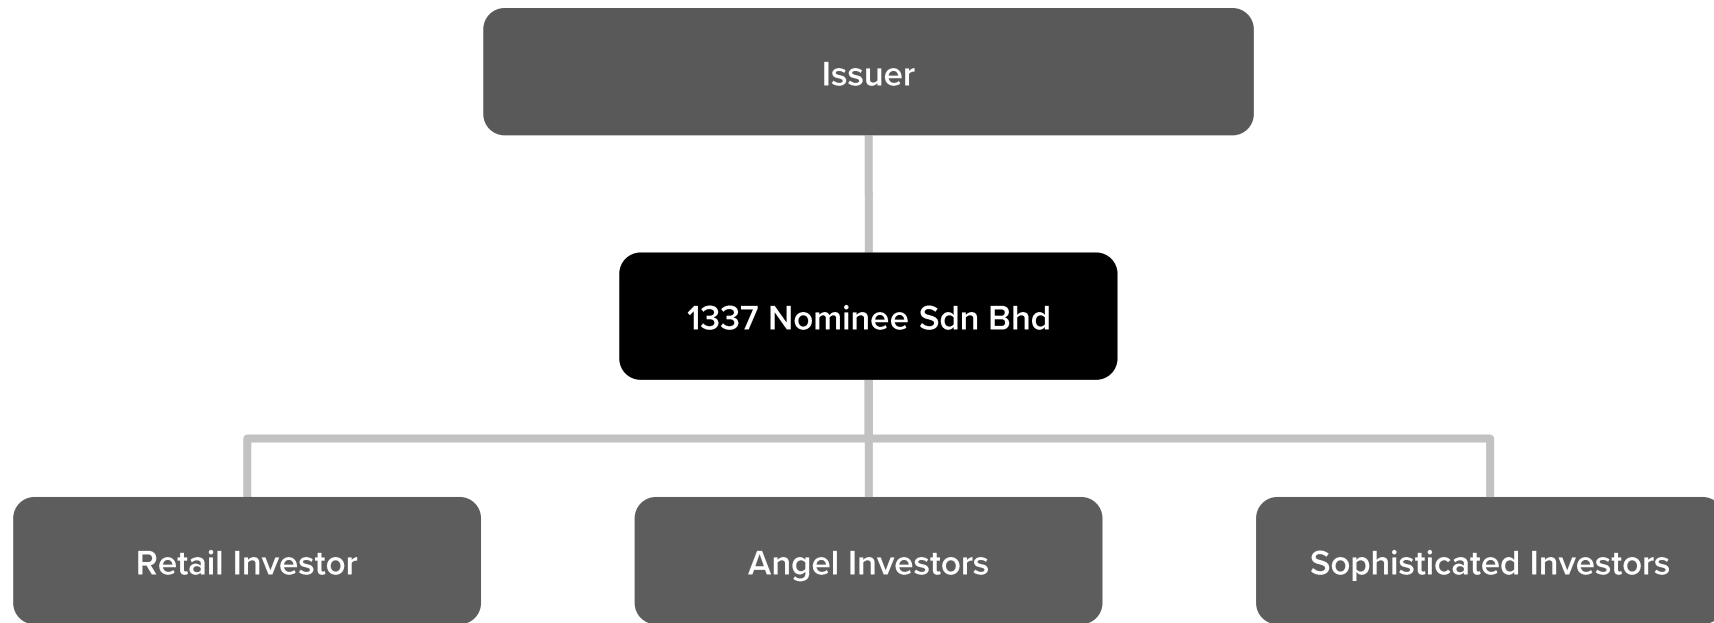 Issuer
1337 Nominee Sdn Bhd
Retail Investor
Angel Investors
Sophisticated Investors